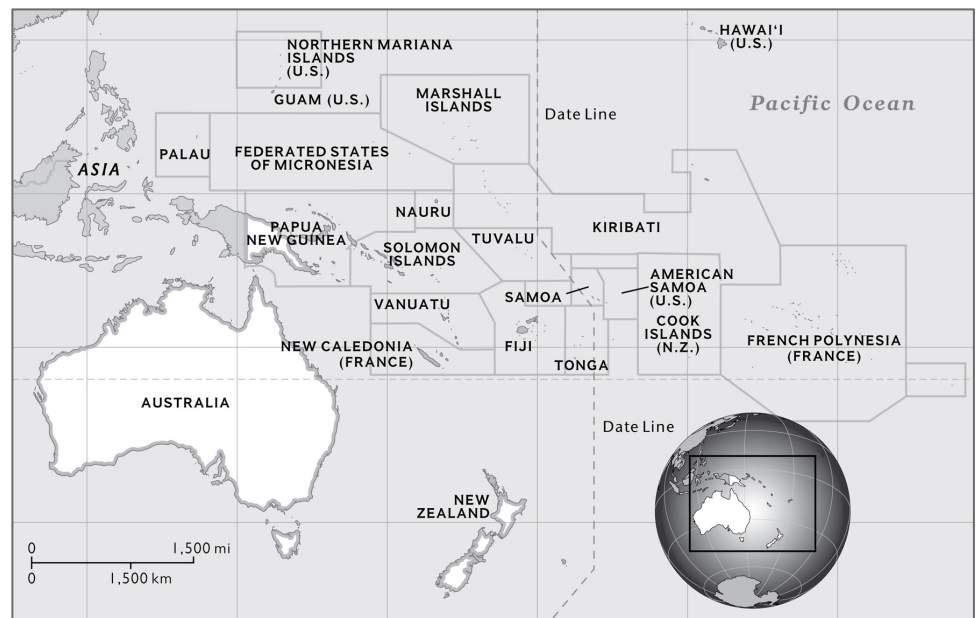 HAWAIʻI
(U.S.)
NORTHERN MARIANA
ISLANDS
(U.S.)
GUAM (U.S.)
MARSHALL
ISLANDS
Date Line
Pacific Ocean
ASIA
PALAU
FEDERATED STATES
OF MICRONESIA
NAURU
PAPUA
NEW GUINEA
SOLOMON
ISLANDS
TUVALU
KIRIBATI
SAMOA
AMERICAN
SAMOA
(U.S.)
VANUATU
COOK
ISLANDS
(N.Z.)
NEW CALEDONIA
(FRANCE)
FIJI
TONGA
FRENCH POLYNESIA
(FRANCE)
AUSTRALIA
Date Line
NEW
ZEALAND
0 1,500 mi
0 1,500 km